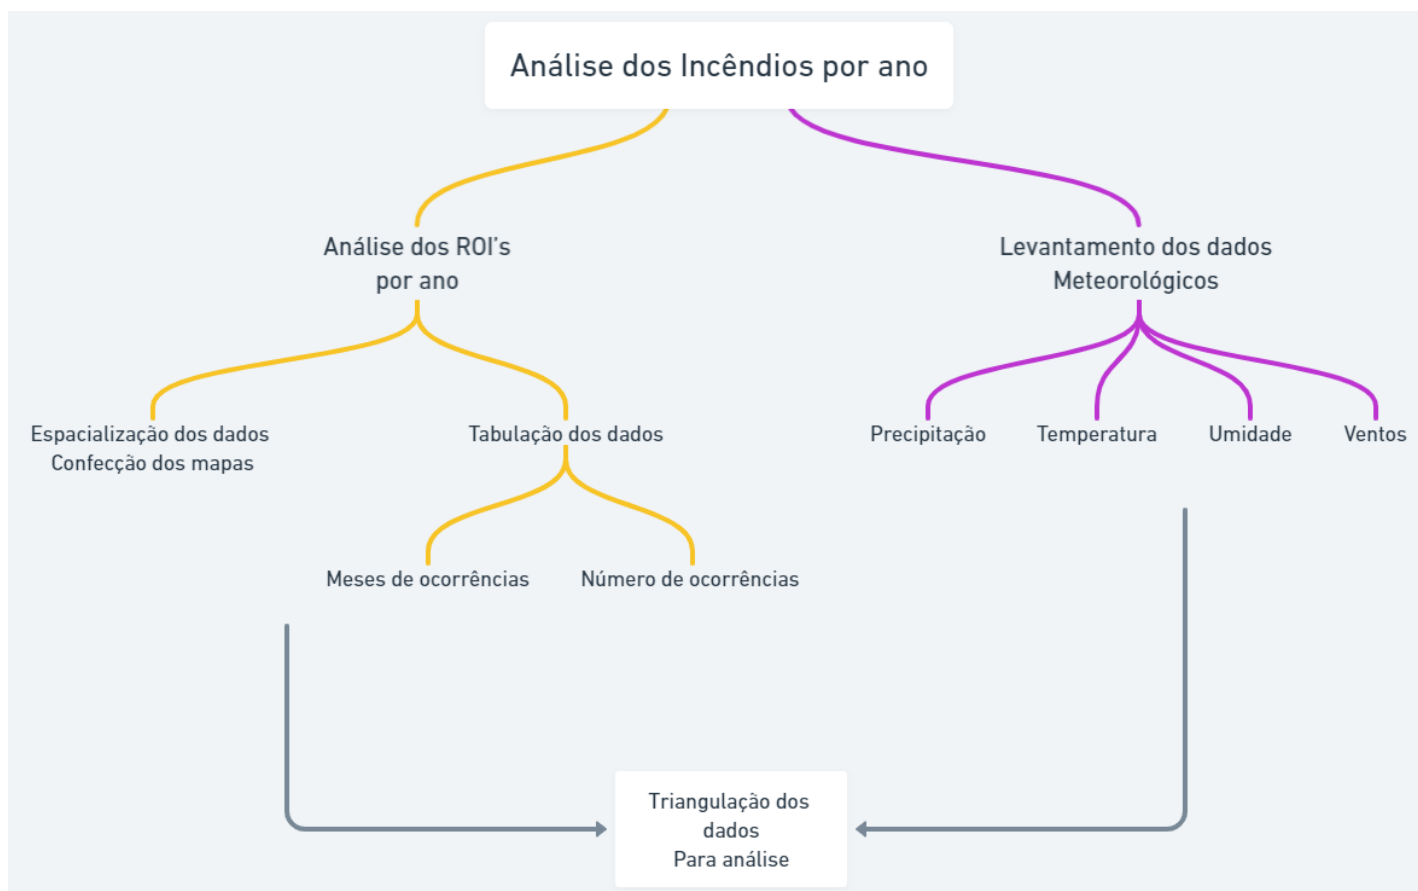 Análise dos Incêndios por ano
Análise dos ROI's
por ano
Levantamento dos dados
Meteorológicos
Espacialização dos dados
Confecção dos mapas
Tabulação dos dados
Precipitação
Temperatura
Umidade
Ventos
Meses de ocorrências
Número de ocorrências
Triangulação dos
dados
Para análise